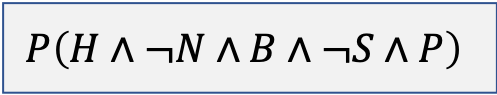 P(H ∧ ¬N ∧ B ∧ ¬S ∧ P)